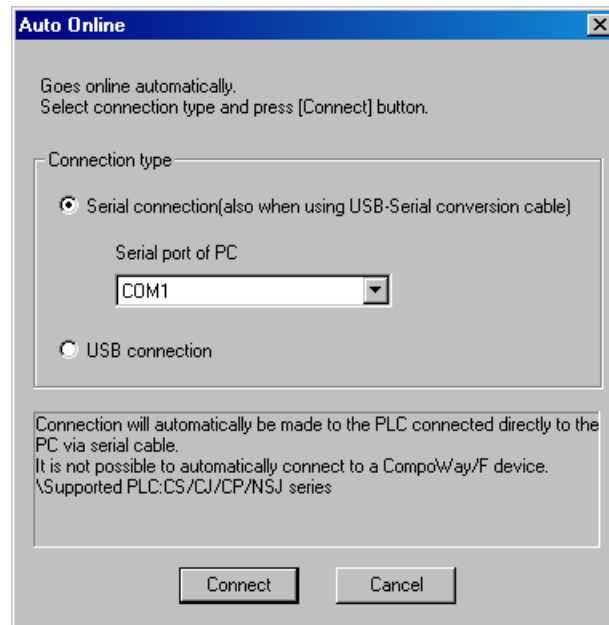 Auto Online
Goes online automatically.
Select connection type and press [Connect] button.
Connection type
Serial connection(also when using USB-Serial conversion cable)
Serial port of PC
COM1
USB connection
Connection will automatically be made to the PLC connected directly to the
PC via serial cable.
It is not possible to automatically connect to a CompoWay/F device.
\Supported PLC:CS/CJ/CP/NSJ series
Connect
Cancel